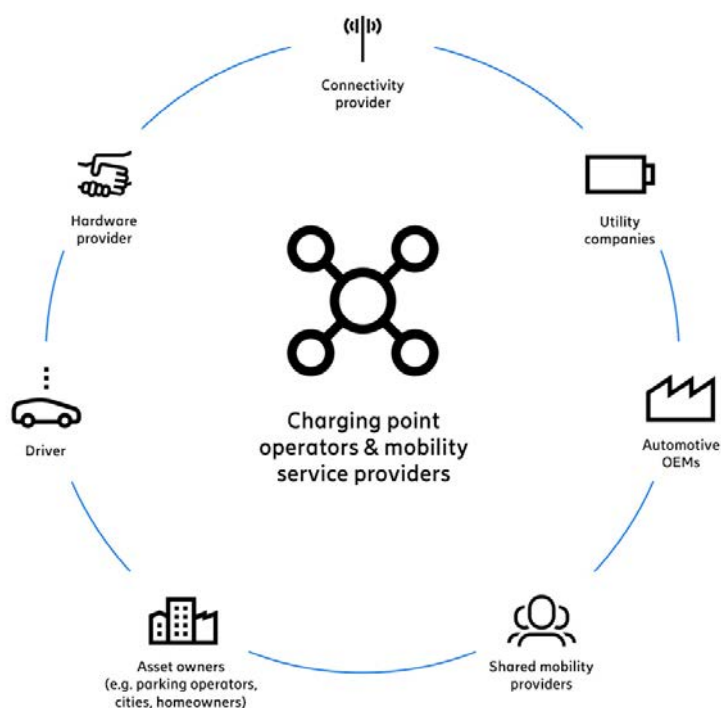 Connectivity
provider
Hardware
provider
Utility
companies
Charging point
operators & mobility
service providers
Driver
Automotive
OEMs
Asset owners
(e.g. parking operators,
cities, homeowners)
Shared mobility
providers